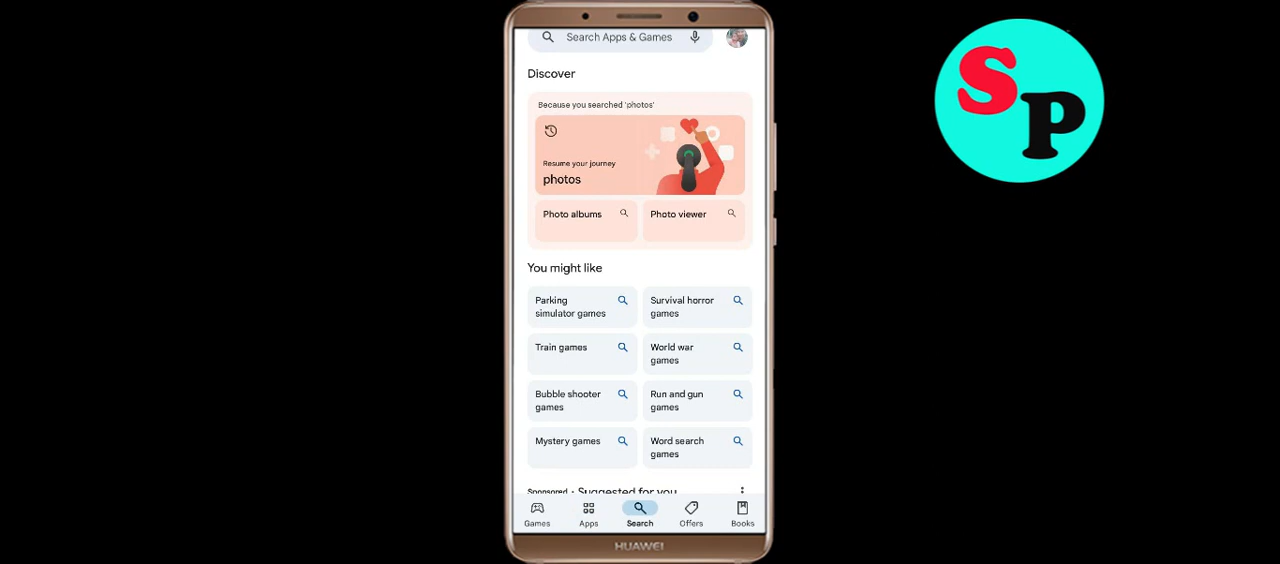 Search Apps & Games
Discover
Because you searched 'photos'
Resume your journey
photos
Photo albums
Photo viewer
You might like
Parking
simulator games
Survival horror
games
Train games
World war
games
Bubble shooter
games
Run and gun
games
Mystery games
Word search
games
Sponsored · Suggested for you
Games
Apps
Search
Offers
Books
HUAWEI
SP